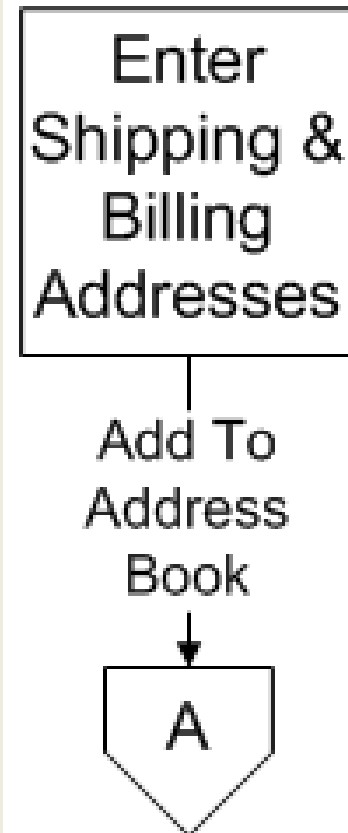 Enter
Shipping &
Billing
Addresses
Add To
Address
Book
A